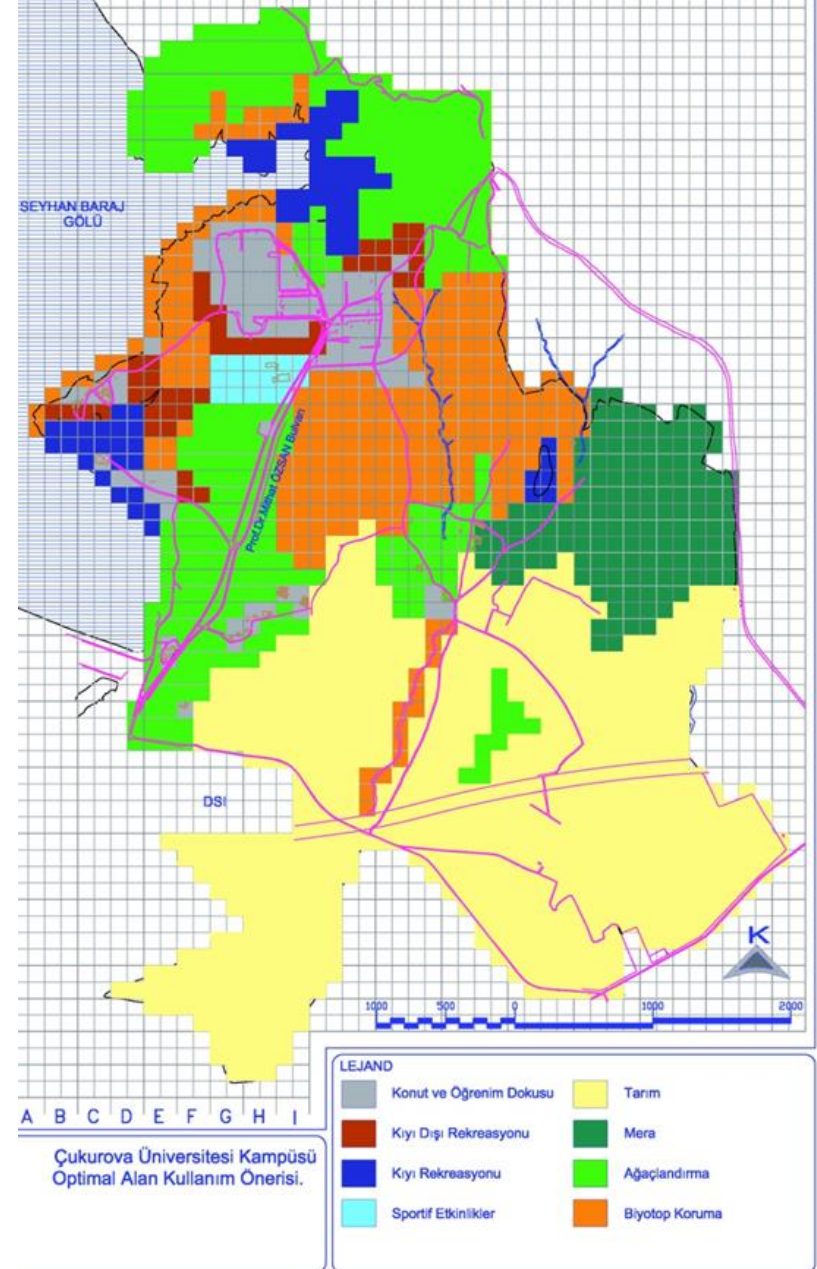 SEYHAN BARAJ
GÖLÜ
Prof.Dr.Mithat ÖZSAN Bulvarı
DSI
K
1000 500 0 1000 2000
A B C D E F G H I
LEJAND
Konut ve Öğrenim Dokusu
Kıyı Dışı Rekreasyonu
Kıyı Rekreasyonu
Sportif Etkinlikler
Tarım
Mera
Ağaçlandırma
Biyotop Koruma
Çukurova Üniversitesi Kampüsü
Optimal Alan Kullanım Önerisi.